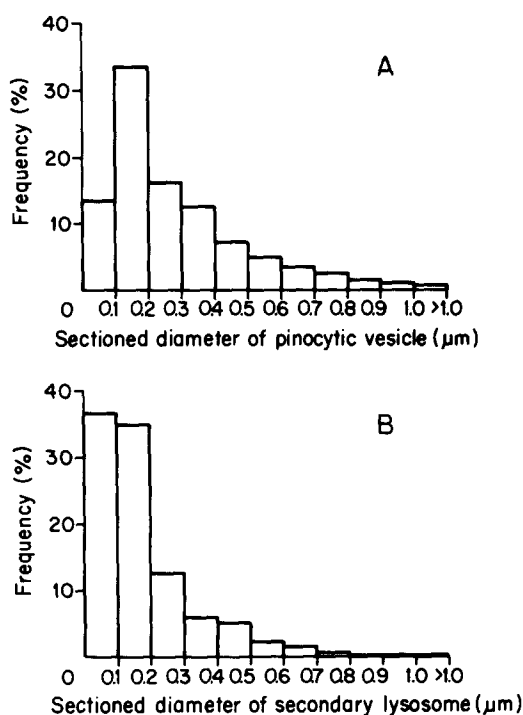 A
Frequency (%)
40
30
20
10
0 0.1 0.2 0.3 0.4 0.5 0.6 0.7 0.8 0.9 1.0 >1.0
Sectioned diameter of pinocytic vesicle (μm)
B
Frequency (%)
40
30
20
10
0 0.1 0.2 0.3 0.4 0.5 0.6 0.7 0.8 0.9 1.0 >1.0
Sectioned diameter of secondary lysosome (μm)